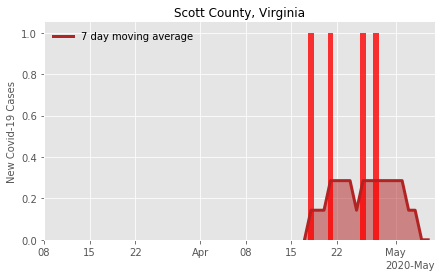 Scott County, Virginia
7 day moving average
New Covid-19 Cases
1.0
0.8
0.6
0.4
0.2
0.0
08 15 22 Apr 08 15 22 May
2020-May